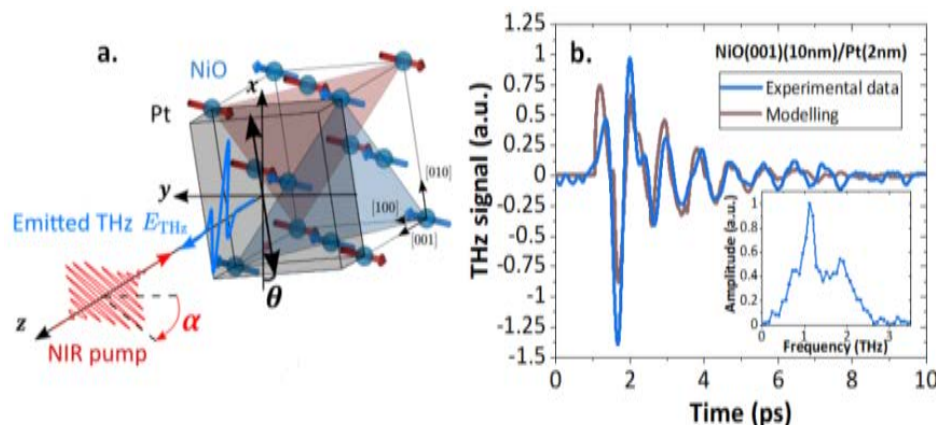 a.
NiO
x
Pt
[010]
y
[100]
[001]
Emitted THz E_THz
θ
z
α
NIR pump
b.
NiO(001)(10nm)/Pt(2nm)
Experimental data
Modelling
THz signal (a.u.)
1.25
1
0.75
0.5
0.25
0
-0.25
-0.5
-0.75
-1
-1.25
-1.5
0 2 4 6 8 10
Time (ps)
Amplitude (a.u.)
1
0.8
0.6
0.4
0.2
0
0 1 2 3
Frequency (THz)